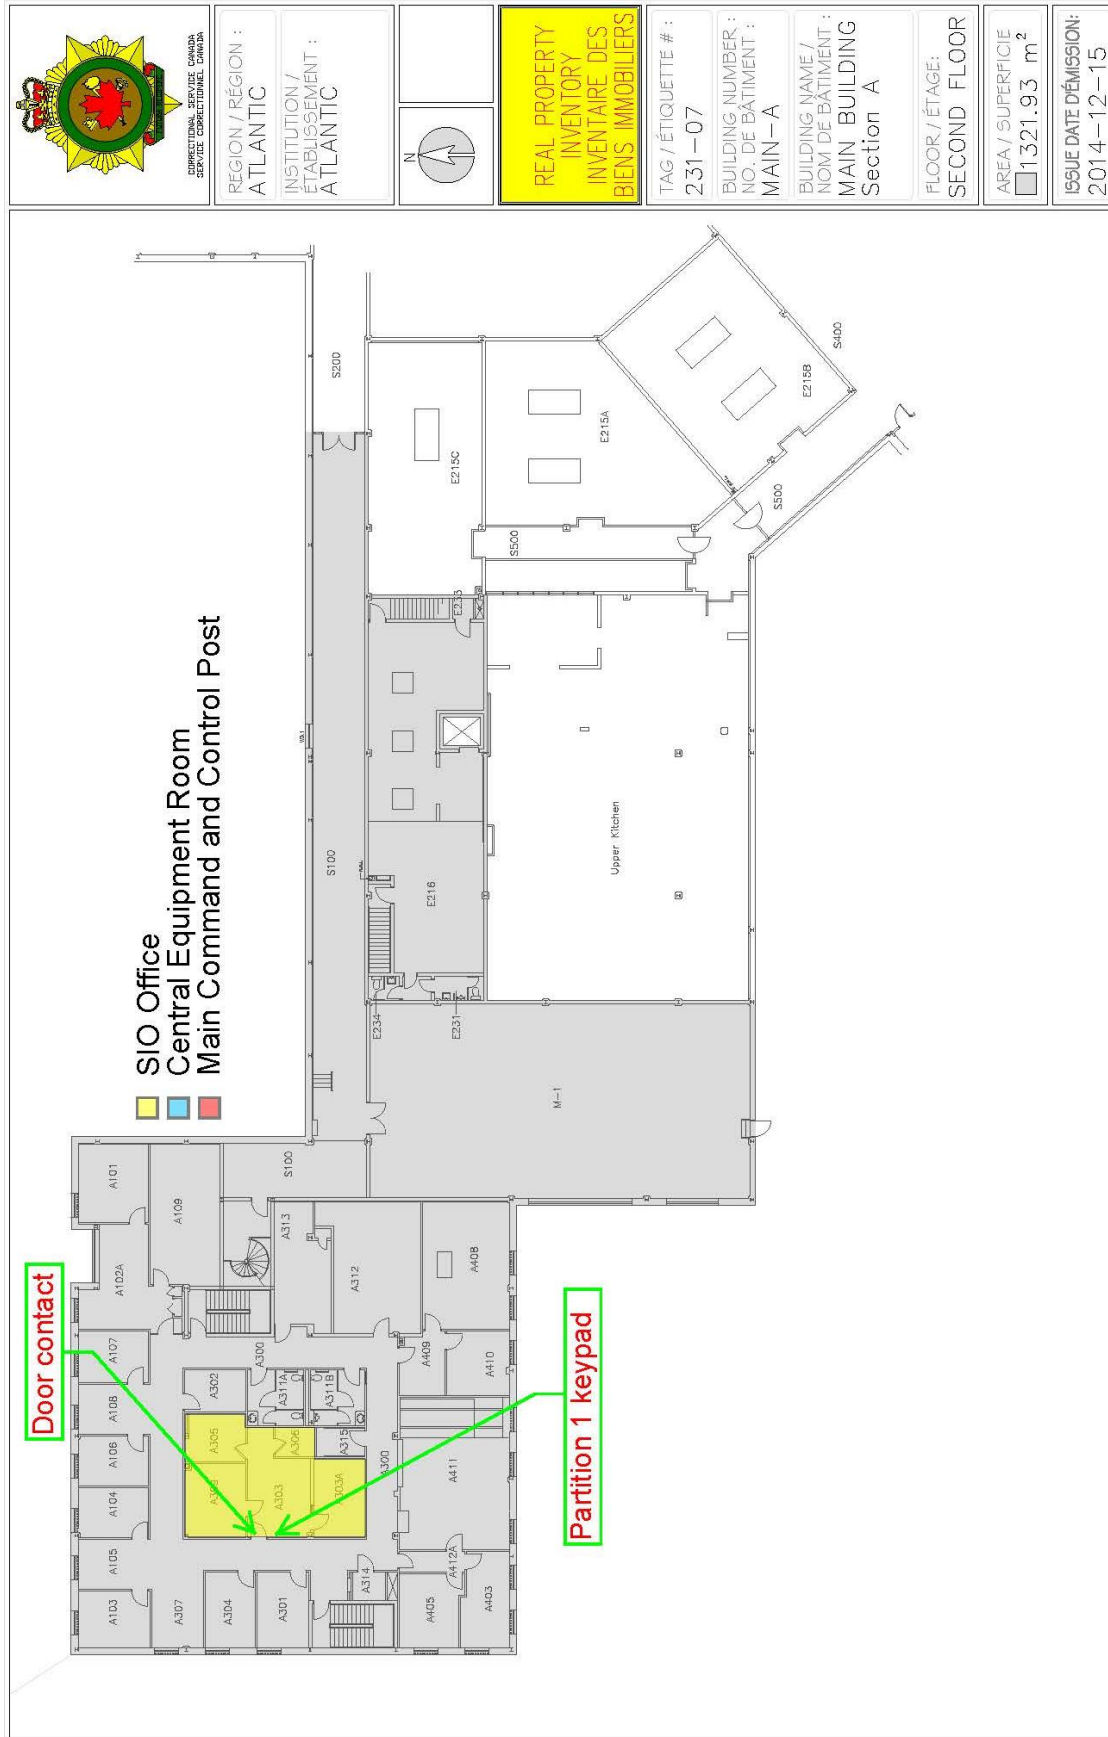 CORRECTIONAL SERVICE CANADA
SERVICE CORRECTIONNEL CANADA
REGION / RÉGION :
ATLANTIC
INSTITUTION /
ÉTABLISSEMENT :
ATLANTIC
N
REAL PROPERTY
INVENTORY
INVENTAIRE DES
BIENS IMMOBILIERS
TAG / ÉTIQUETTE # :
231-07
BUILDING NUMBER :
NO. DE BÂTIMENT :
MAIN-A
BUILDING NAME /
NOM DE BÂTIMENT :
MAIN BUILDING
Section A
FLOOR / ÉTAGE:
SECOND FLOOR
AREA / SUPERFICIE
1321.93 m²
ISSUE DATE D'ÉMISSION:
2014-12-15
SIO Office
Central Equipment Room
Main Command and Control Post
Door contact
Partition 1 keypad
A101
A109
A102A
A107
A108
A106
A104
A105
A103
A307
A304
A301
A314
A302
A300
A311A
A311B
A315
A300
A305
A306
A309
A303
A303A
A313
A312
A408
A409
A410
A411
A412A
A405
A403
S100
S100
S200
M-1
E234
E231
E216
E233
E215C
E215A
E215B
S400
S500
S500
Upper Kitchen